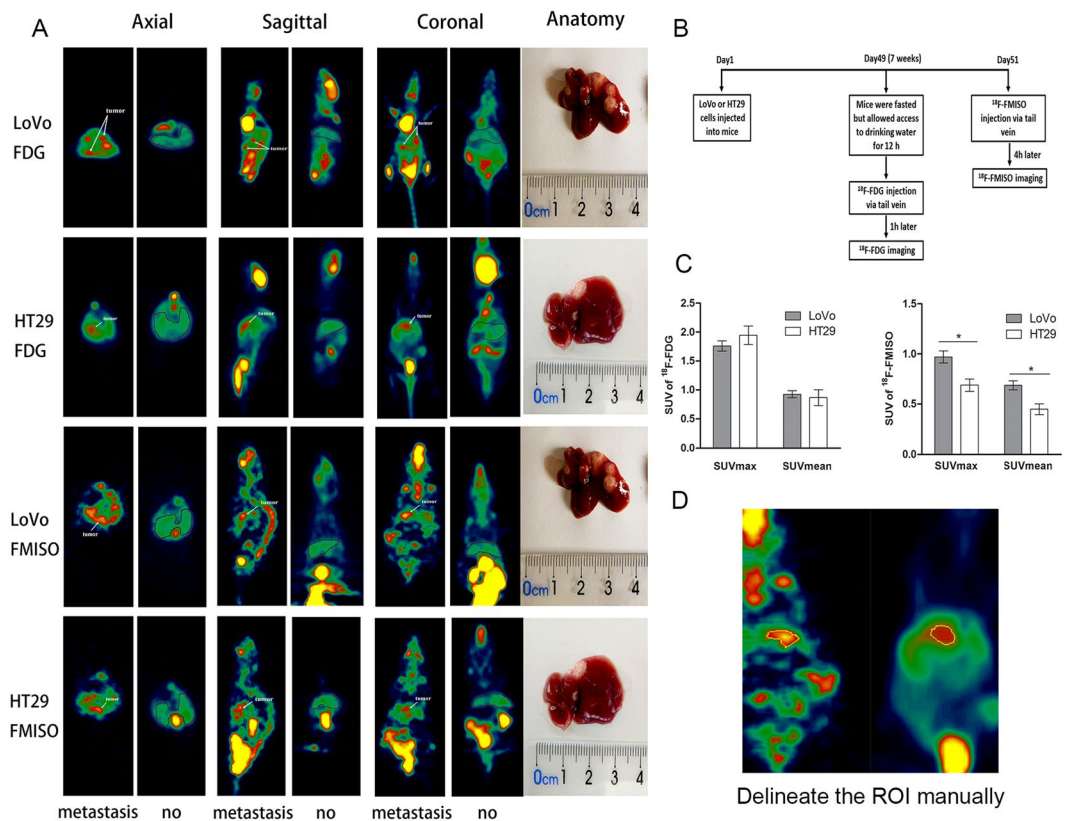 A
Axial Sagittal Coronal Anatomy
LoVo
FDG
tumor
tumor
tumor
0cm 1 2 3 4
HT29
FDG
tumor
tumor
tumor
0cm 1 2 3 4
LoVo
FMISO
tumor
tumor
tumor
0cm 1 2 3 4
HT29
FMISO
tumor
tumor
tumor
0cm 1 2 3 4
metastasis no metastasis no metastasis no
B
Day1 Day49 (7 weeks) Day51
LoVo or HT29
cells injected
into mice
Mice were fasted
but allowed access
to drinking water
for 12 h
¹⁸F-FDG injection
via tail vein
1h later
¹⁸F-FDG imaging
¹⁸F-FMISO
injection via tail
vein
4h later
¹⁸F-FMISO imaging
C
SUV of ¹⁸F-FDG
2.5
2.0
1.5
1.0
0.5
0.0
LoVo
HT29
SUVmax SUVmean
SUV of ¹⁸F-FMISO
1.5
1.0
0.5
0.0
LoVo
HT29
*
*
SUVmax SUVmean
D
Delineate the ROI manually